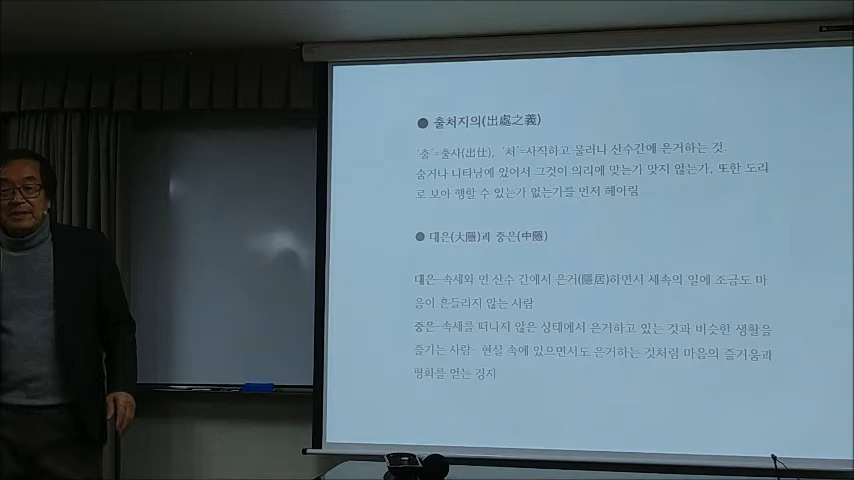 ● 출처지의(出處之義)
'출'=출사(出仕), '처'=사직하고 물러나 산수간에 은거하는 것.
숨거나 나타남에 있어서 그것이 의리에 맞는가 맞지 않는가, 또한 도리
로 보아 행할 수 있는가 없는가를 먼저 헤아림
● 대은(大隱)과 중은(中隱)
대은-속세와 먼 산수 간에서 은거(隱居)하면서 세속의 일에 조금도 마
음이 흔들리지 않는 사람
중은-속세를 떠나지 않은 상태에서 은거하고 있는 것과 비슷한 생활을
즐기는 사람- 현실 속에 있으면서도 은거하는 것처럼 마음의 즐거움과
평화를 얻는 경지